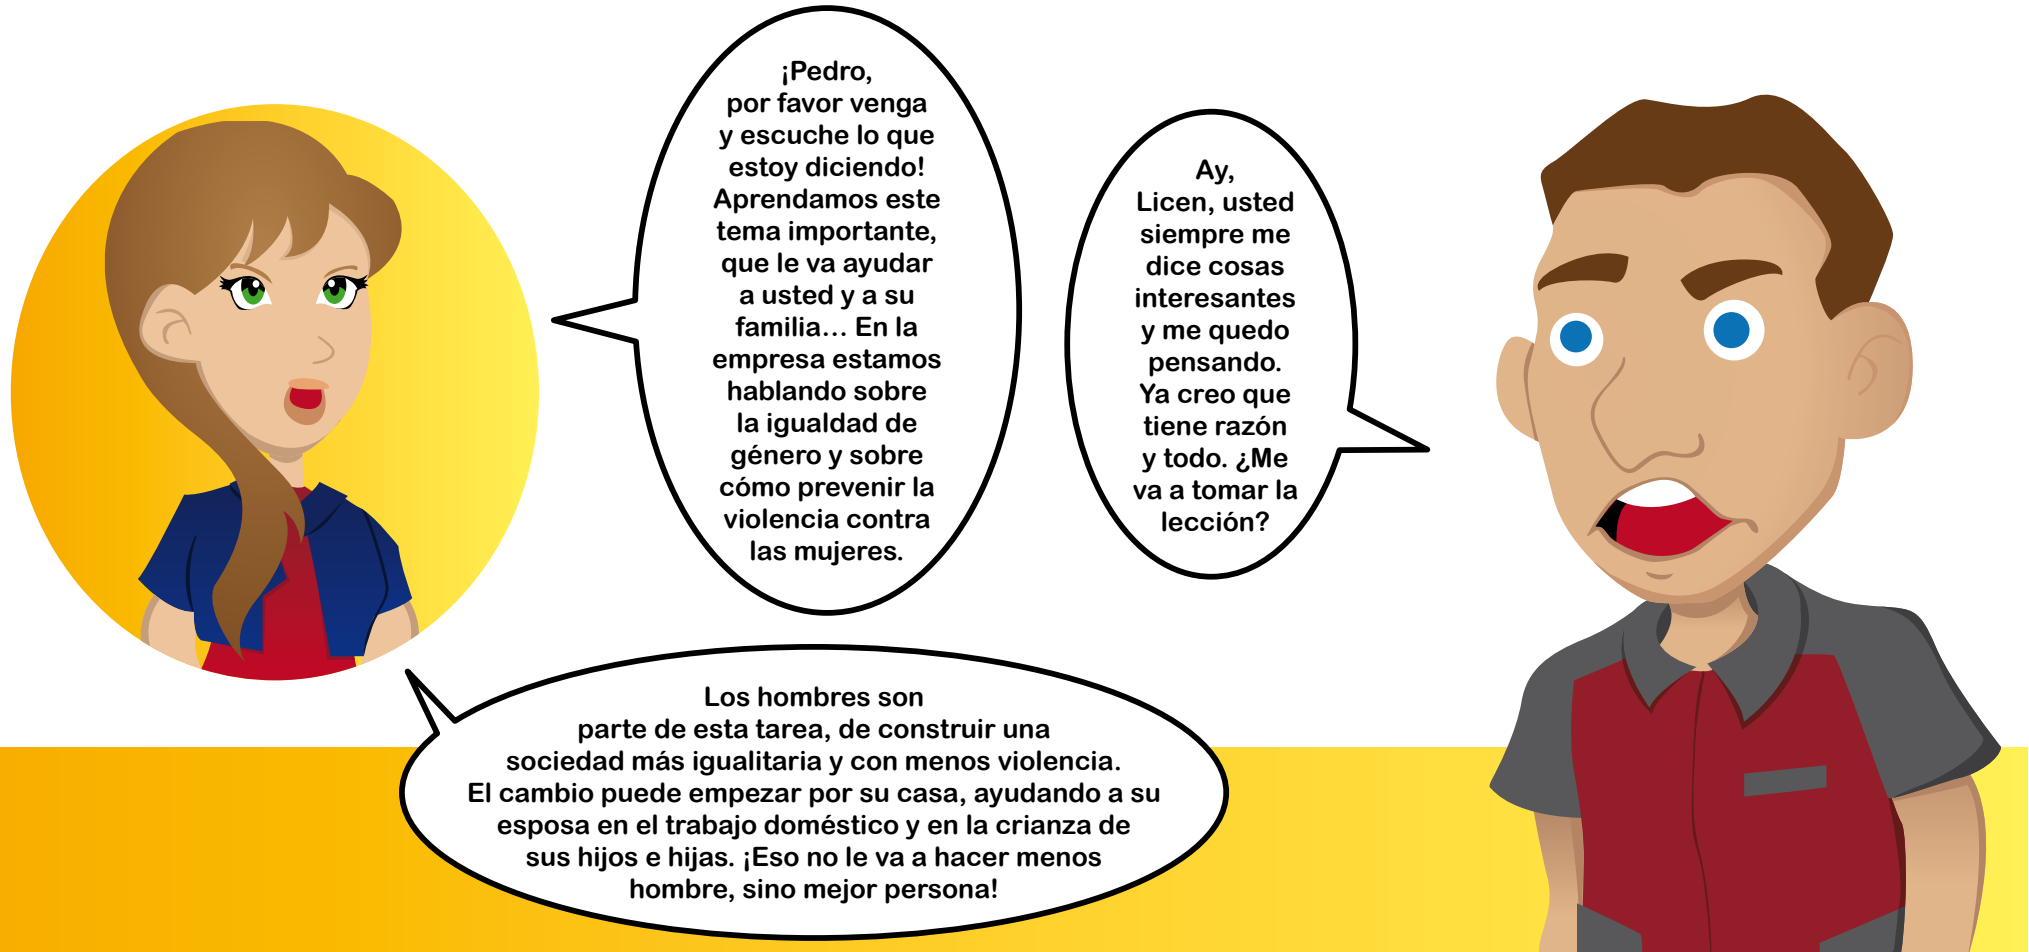 ¡Pedro,
por favor venga
y escuche lo que
estoy diciendo!
Aprendamos este
tema importante,
que le va ayudar
a usted y a su
familia... En la
empresa estamos
hablando sobre
la igualdad de
género y sobre
cómo prevenir la
violencia contra
las mujeres.
Ay,
Licen, usted
siempre me
dice cosas
interesantes
y me quedo
pensando.
Ya creo que
tiene razón
y todo. ¿Me
va a tomar la
lección?
Los hombres son
parte de esta tarea, de construir una
sociedad más igualitaria y con menos violencia.
El cambio puede empezar por su casa, ayudando a su
esposa en el trabajo doméstico y en la crianza de
sus hijos e hijas. ¡Eso no le va a hacer menos
hombre, sino mejor persona!